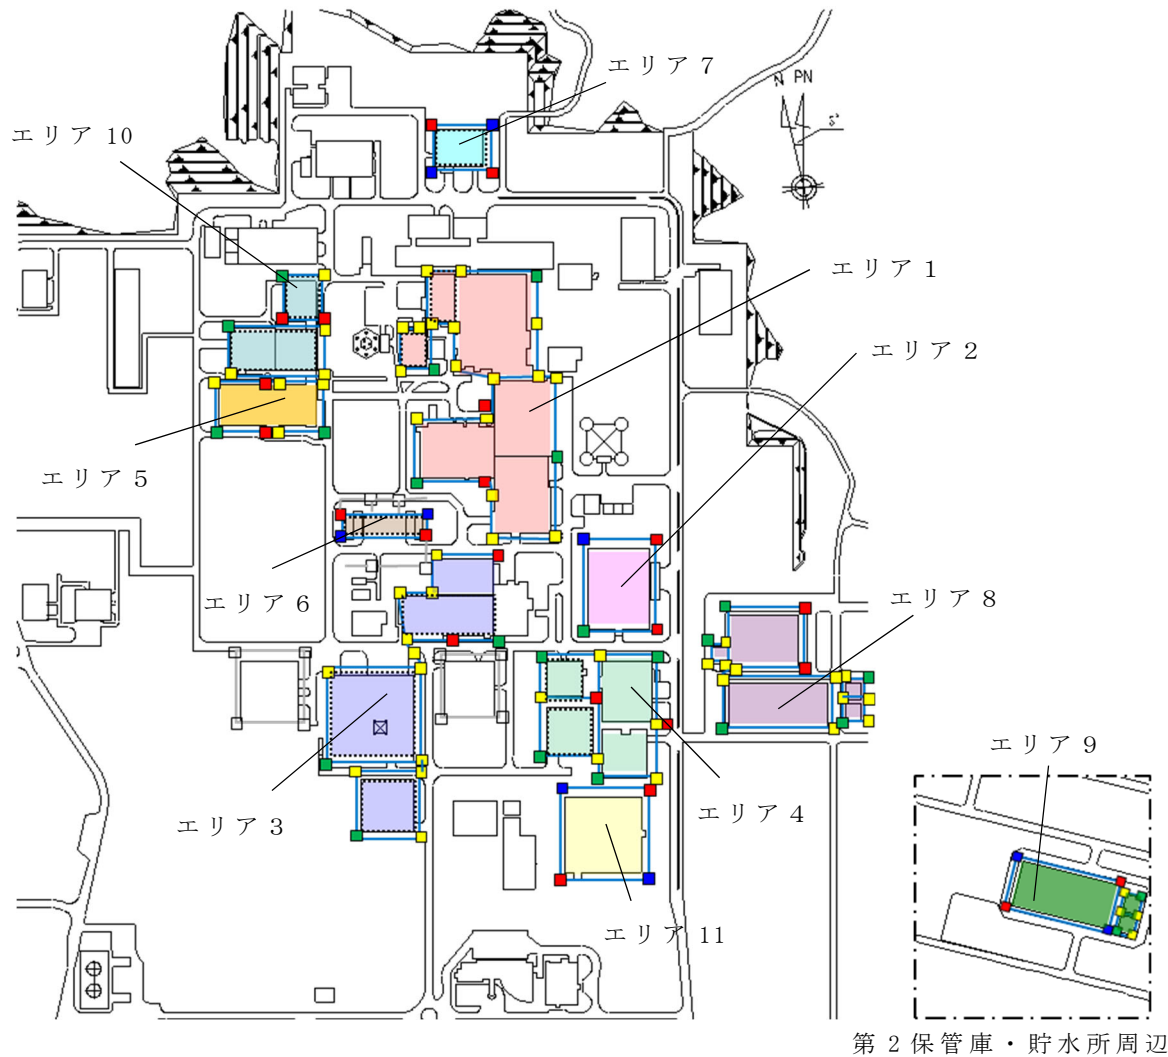 エリア 7
N PN
エリア 10
エリア 1
エリア 2
エリア 5
エリア 6
エリア 8
エリア 9
エリア 3
エリア 4
エリア 11
第 2 保管庫・貯水所周辺